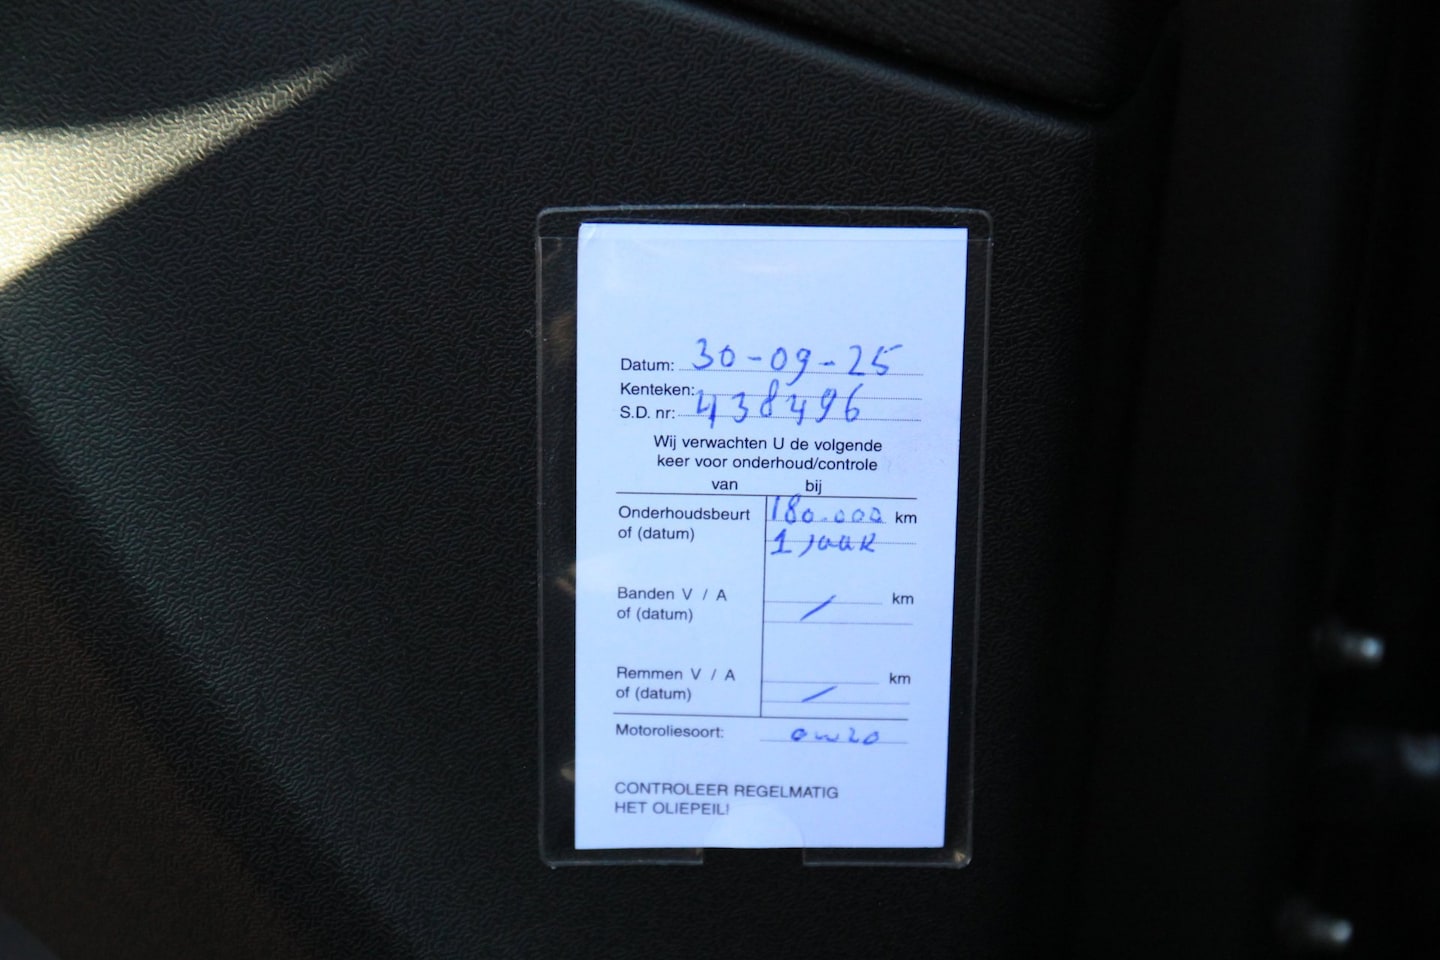 Datum: 30-09-25
Kenteken:
S.D. nr: 438496
Wij verwachten U de volgende
keer voor onderhoud/controle
van bij
Onderhoudsbeurt 180.000 km
of (datum) 1 jaar
Banden V / A / km
of (datum)
Remmen V / A km
of (datum) /
Motoroliesoort: 0w20
CONTROLEER REGELMATIG
HET OLIEPEIL!